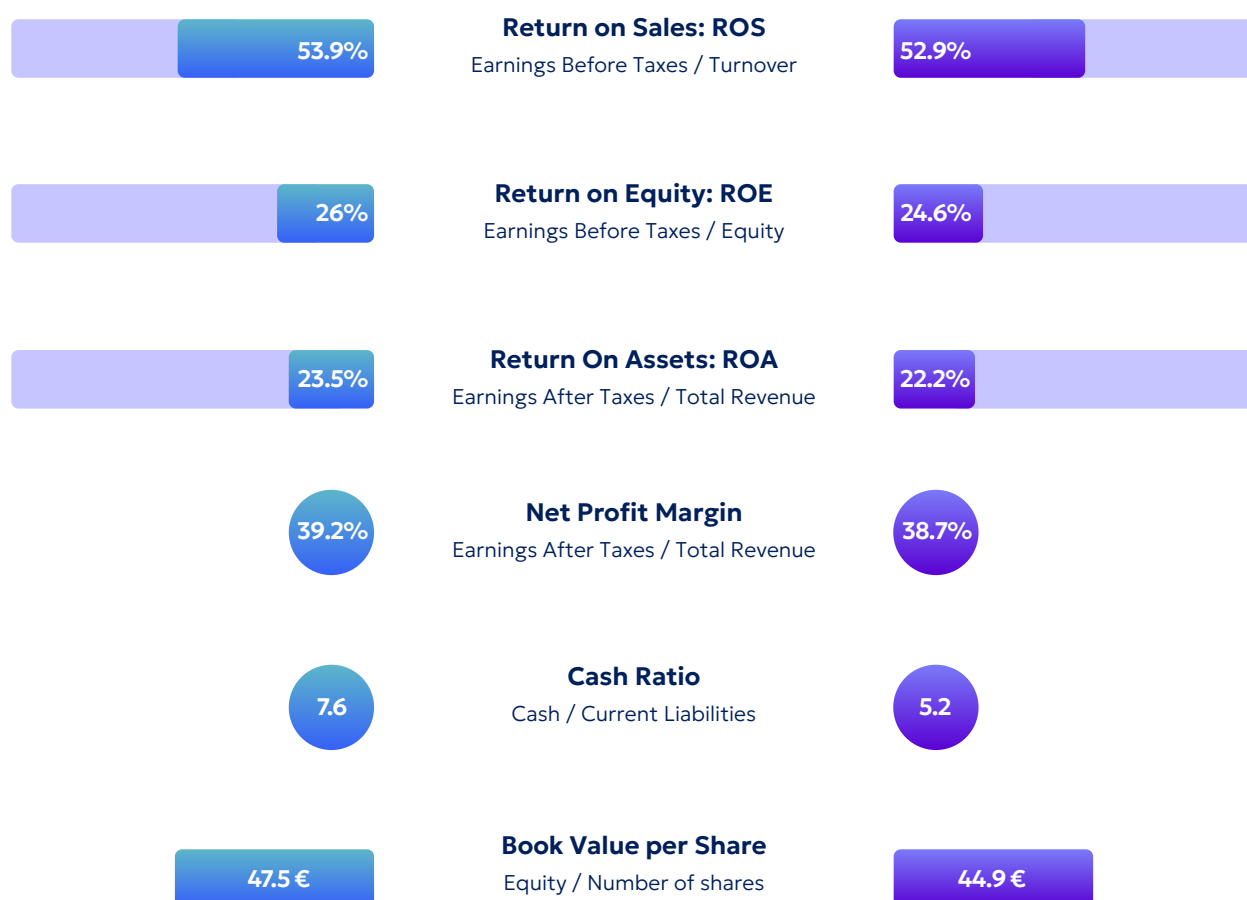 Return on Sales: ROS
53.9%
52.9%
Earnings Before Taxes / Turnover
Return on Equity: ROE
26%
24.6%
Earnings Before Taxes / Equity
Return On Assets: ROA
23.5%
22.2%
Earnings After Taxes / Total Revenue
Net Profit Margin
39.2%
38.7%
Earnings After Taxes / Total Revenue
Cash Ratio
7.6
5.2
Cash / Current Liabilities
Book Value per Share
47.5 €
44.9 €
Equity / Number of shares